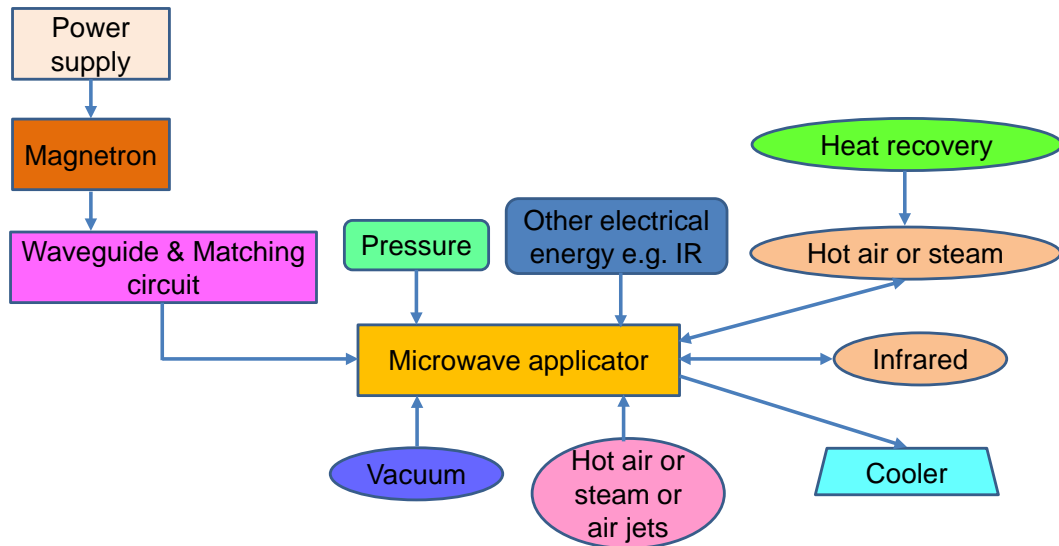 Power
supply
Magnetron
Waveguide & Matching
circuit
Pressure
Other electrical
energy e.g. IR
Heat recovery
Hot air or steam
Microwave applicator
Infrared
Vacuum
Hot air or
steam or
air jets
Cooler